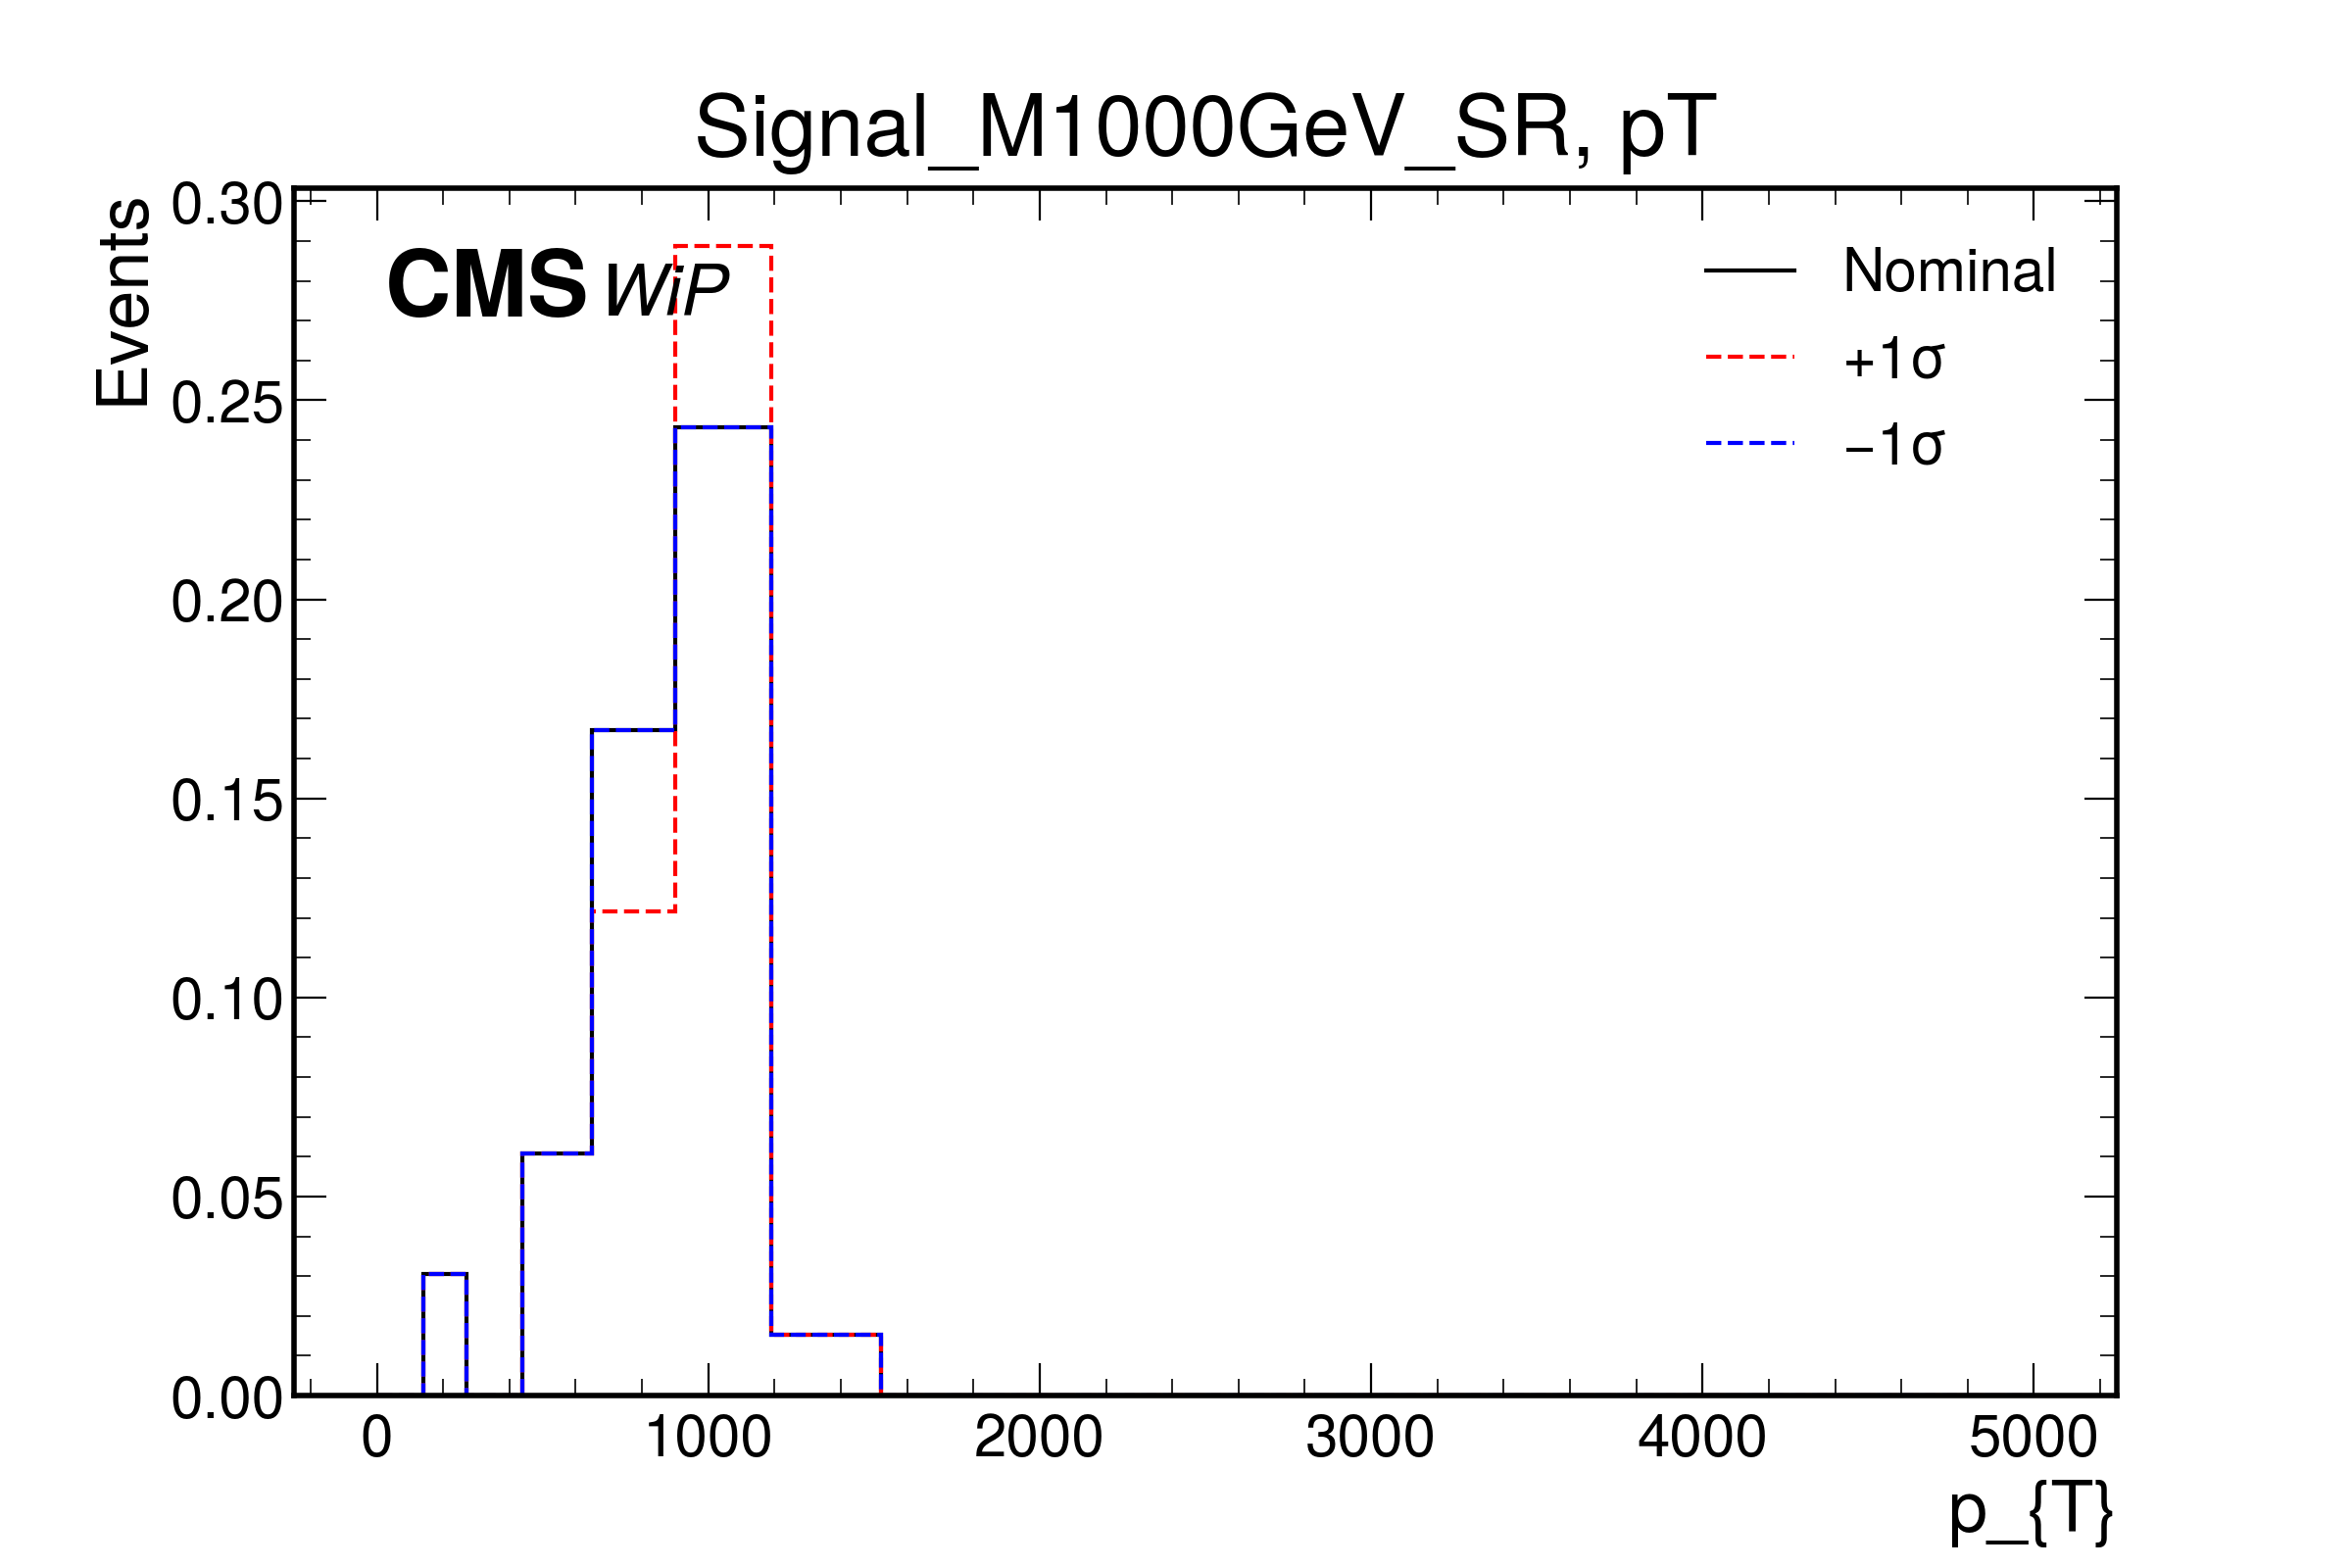 Signal_M1000GeV_SR, pT
Events
CMS WiP
Nominal
+1σ
−1σ
0.30
0.25
0.20
0.15
0.10
0.05
0.00
0 1000 2000 3000 4000 5000
p_{T}